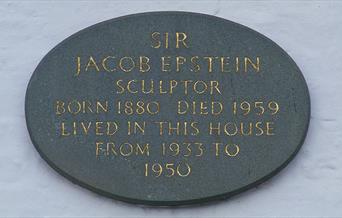 SIR
JACOB EPSTEIN
SCULPTOR
BORN 1880 DIED 1959
LIVED IN THIS HOUSE
FROM 1933 TO
1950